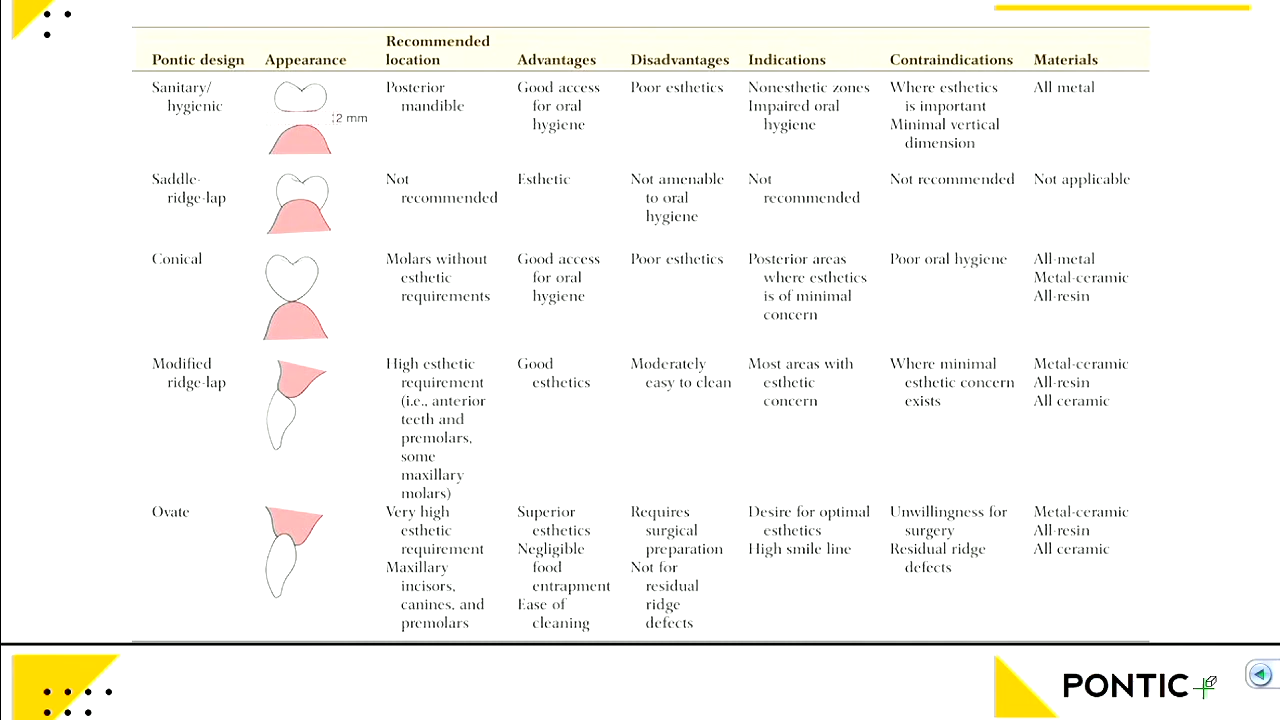 Pontic design Appearance Recommended location Advantages Disadvantages Indications Contraindications Materials
Sanitary/
hygienic
2 mm
Posterior
mandible
Good access
for oral
hygiene
Poor esthetics
Nonesthetic zones
Impaired oral
hygiene
Where esthetics
is important
Minimal vertical
dimension
All metal
Saddle-
ridge-lap
Not
recommended
Esthetic
Not amenable
to oral
hygiene
Not
recommended
Not recommended
Not applicable
Conical
Molars without
esthetic
requirements
Good access
for oral
hygiene
Poor esthetics
Posterior areas
where esthetics
is of minimal
concern
Poor oral hygiene
All-metal
Metal-ceramic
All-resin
Modified
ridge-lap
High esthetic
requirement
(i.e., anterior
teeth and
premolars,
some
maxillary
molars)
Good
esthetics
Moderately
easy to clean
Most areas with
esthetic
concern
Where minimal
esthetic concern
exists
Metal-ceramic
All-resin
All ceramic
Ovate
Very high
esthetic
requirement
Maxillary
incisors,
canines, and
premolars
Superior
esthetics
Negligible
food
entrapment
Ease of
cleaning
Requires
surgical
preparation
Not for
residual
ridge
defects
Desire for optimal
esthetics
High smile line
Unwillingness for
surgery
Residual ridge
defects
Metal-ceramic
All-resin
All ceramic
PONTIC